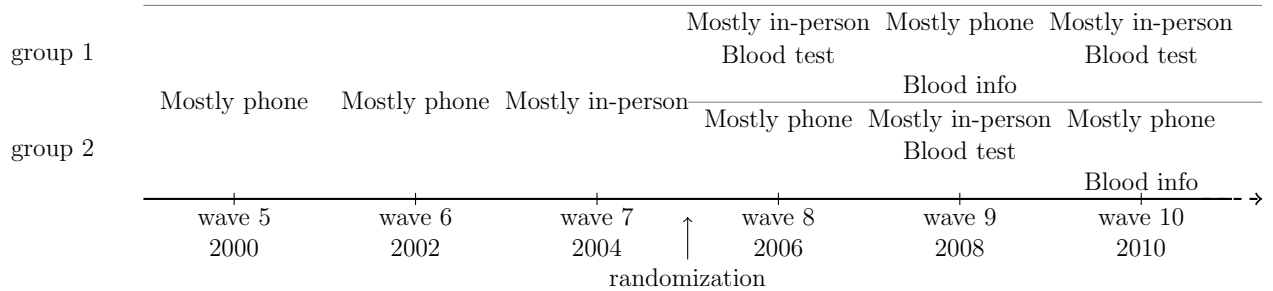 Mostly in-person Mostly phone Mostly in-person
group 1 Blood test Blood test
Blood info
Mostly phone Mostly phone Mostly in-person
Mostly phone Mostly in-person Mostly phone
group 2 Blood test
Blood info
wave 5 wave 6 wave 7 wave 8 wave 9 wave 10
2000 2002 2004 2006 2008 2010
randomization